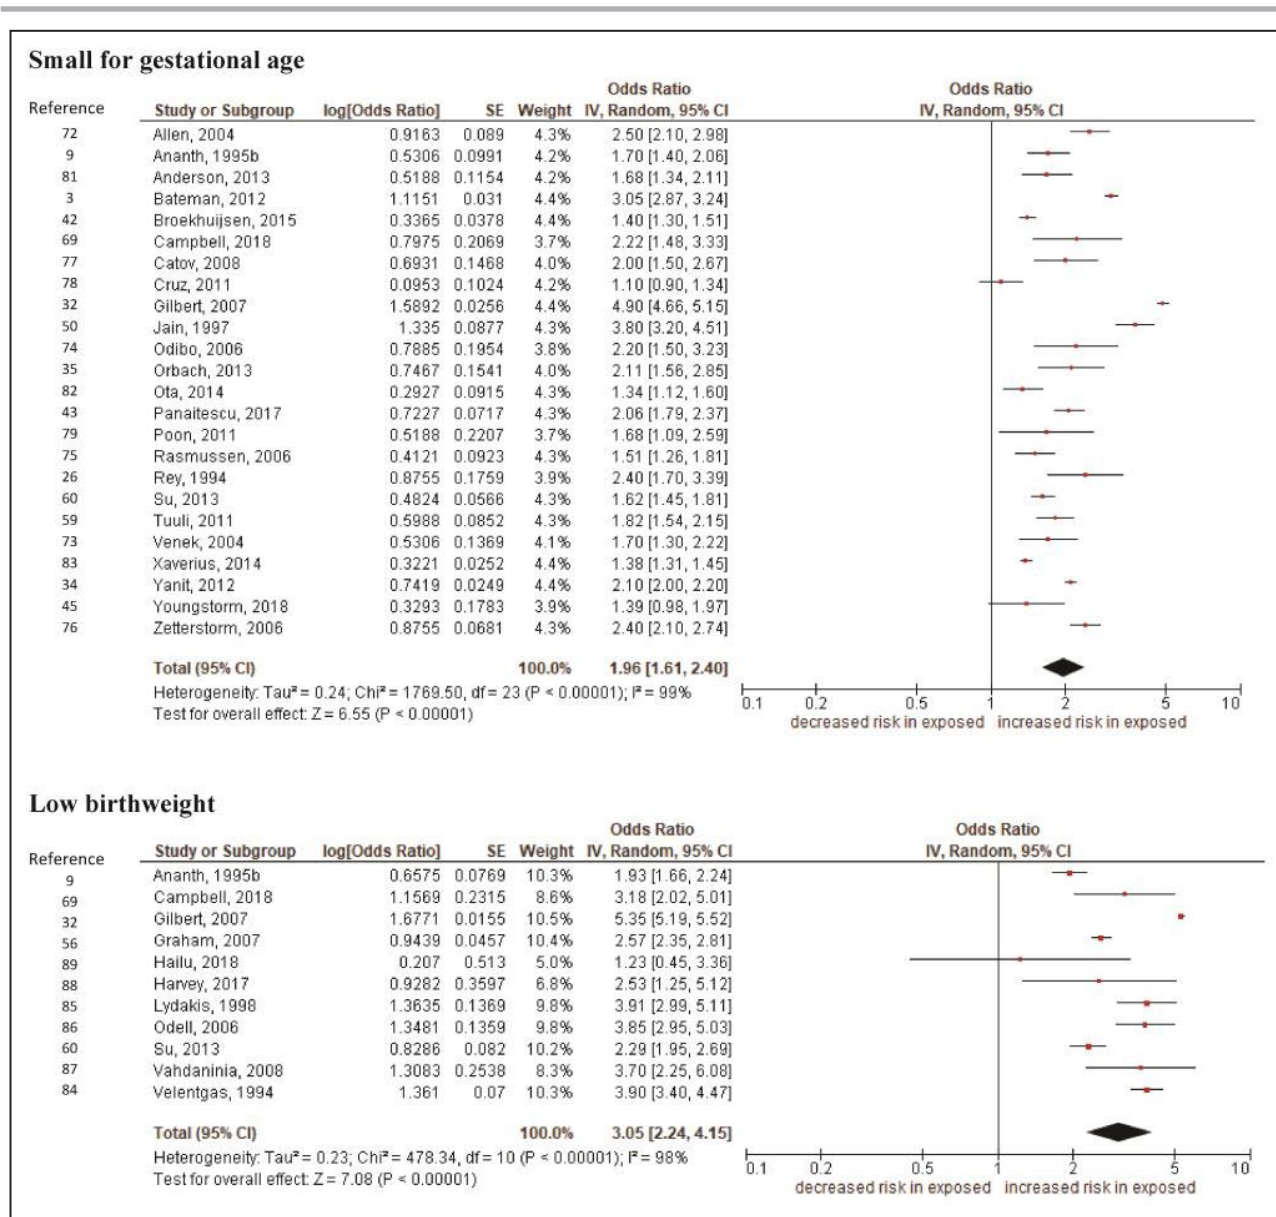 Small for gestational age
Odds Ratio Odds Ratio
Reference Study or Subgroup log[Odds Ratio] SE Weight IV, Random, 95% CI IV, Random, 95% CI
72 Allen, 2004 0.9163 0.089 4.3% 2.50 [2.10, 2.98]
9 Ananth, 1995b 0.5306 0.0991 4.2% 1.70 [1.40, 2.06]
81 Anderson, 2013 0.5188 0.1154 4.2% 1.68 [1.34, 2.11]
3 Bateman, 2012 1.1151 0.031 4.4% 3.05 [2.87, 3.24]
42 Broekhuijsen, 2015 0.3365 0.0378 4.4% 1.40 [1.30, 1.51]
69 Campbell, 2018 0.7975 0.2069 3.7% 2.22 [1.48, 3.33]
77 Catov, 2008 0.6931 0.1468 4.0% 2.00 [1.50, 2.67]
78 Cruz, 2011 0.0953 0.1024 4.2% 1.10 [0.90, 1.34]
32 Gilbert, 2007 1.5892 0.0256 4.4% 4.90 [4.66, 5.15]
50 Jain, 1997 1.335 0.0877 4.3% 3.80 [3.20, 4.51]
74 Odibo, 2006 0.7885 0.1954 3.8% 2.20 [1.50, 3.23]
35 Orbach, 2013 0.7467 0.1541 4.0% 2.11 [1.56, 2.85]
82 Ota, 2014 0.2927 0.0915 4.3% 1.34 [1.12, 1.60]
43 Panaitescu, 2017 0.7227 0.0717 4.3% 2.06 [1.79, 2.37]
79 Poon, 2011 0.5188 0.2207 3.7% 1.68 [1.09, 2.59]
75 Rasmussen, 2006 0.4121 0.0923 4.3% 1.51 [1.26, 1.81]
26 Rey, 1994 0.8755 0.1759 3.9% 2.40 [1.70, 3.39]
60 Su, 2013 0.4824 0.0566 4.3% 1.62 [1.45, 1.81]
59 Tuuli, 2011 0.5988 0.0852 4.3% 1.82 [1.54, 2.15]
73 Venek, 2004 0.5306 0.1369 4.1% 1.70 [1.30, 2.22]
83 Xaverius, 2014 0.3221 0.0252 4.4% 1.38 [1.31, 1.45]
34 Yanit, 2012 0.7419 0.0249 4.4% 2.10 [2.00, 2.20]
45 Youngstorm, 2018 0.3293 0.1783 3.9% 1.39 [0.98, 1.97]
76 Zetterstorm, 2006 0.8755 0.0681 4.3% 2.40 [2.10, 2.74]
Total (95% CI) 100.0% 1.96 [1.61, 2.40]
Heterogeneity: Tau² = 0.24; Chi² = 1769.50, df = 23 (P < 0.00001); I² = 99%
Test for overall effect: Z = 6.55 (P < 0.00001)
0.1 0.2 0.5 1 2 5 10
decreased risk in exposed increased risk in exposed
Low birthweight
Odds Ratio Odds Ratio
Reference Study or Subgroup log[Odds Ratio] SE Weight IV, Random, 95% CI IV, Random, 95% CI
9 Ananth, 1995b 0.6575 0.0769 10.3% 1.93 [1.66, 2.24]
69 Campbell, 2018 1.1569 0.2315 8.6% 3.18 [2.02, 5.01]
32 Gilbert, 2007 1.6771 0.0155 10.5% 5.35 [5.19, 5.52]
56 Graham, 2007 0.9439 0.0457 10.4% 2.57 [2.35, 2.81]
89 Hailu, 2018 0.207 0.513 5.0% 1.23 [0.45, 3.36]
88 Harvey, 2017 0.9282 0.3597 6.8% 2.53 [1.25, 5.12]
85 Lydakis, 1998 1.3635 0.1369 9.8% 3.91 [2.99, 5.11]
86 Odell, 2006 1.3481 0.1359 9.8% 3.85 [2.95, 5.03]
60 Su, 2013 0.8286 0.082 10.2% 2.29 [1.95, 2.69]
87 Vahdaninia, 2008 1.3083 0.2538 8.3% 3.70 [2.25, 6.08]
84 Velentgas, 1994 1.361 0.07 10.3% 3.90 [3.40, 4.47]
Total (95% CI) 100.0% 3.05 [2.24, 4.15]
Heterogeneity: Tau² = 0.23; Chi² = 478.34, df = 10 (P < 0.00001); I² = 98%
Test for overall effect: Z = 7.08 (P < 0.00001)
0.1 0.2 0.5 1 2 5 10
decreased risk in exposed increased risk in exposed